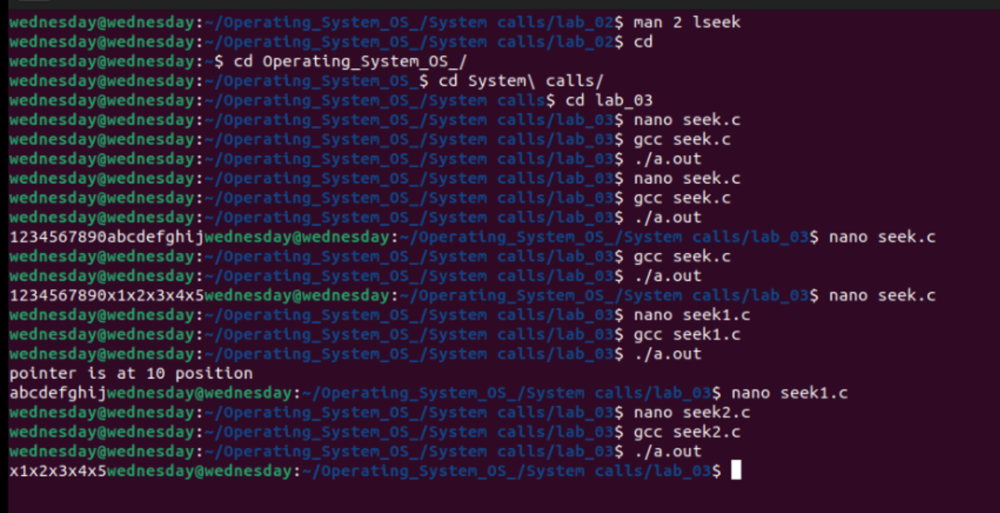 wednesday@wednesday:~/Operating_System_OS_/System calls/lab_02$ man 2 lseek
wednesday@wednesday:~/Operating_System_OS_/System calls/lab_02$ cd
wednesday@wednesday:~$ cd Operating_System_OS_/
wednesday@wednesday:~/Operating_System_OS_$ cd System\ calls/
wednesday@wednesday:~/Operating_System_OS_/System calls$ cd lab_03
wednesday@wednesday:~/Operating_System_OS_/System calls/lab_03$ nano seek.c
wednesday@wednesday:~/Operating_System_OS_/System calls/lab_03$ gcc seek.c
wednesday@wednesday:~/Operating_System_OS_/System calls/lab_03$ ./a.out
wednesday@wednesday:~/Operating_System_OS_/System calls/lab_03$ nano seek.c
wednesday@wednesday:~/Operating_System_OS_/System calls/lab_03$ gcc seek.c
wednesday@wednesday:~/Operating_System_OS_/System calls/lab_03$ ./a.out
1234567890abcdefghijwednesday@wednesday:~/Operating_System_OS_/System calls/lab_03$ nano seek.c
wednesday@wednesday:~/Operating_System_OS_/System calls/lab_03$ gcc seek.c
wednesday@wednesday:~/Operating_System_OS_/System calls/lab_03$ ./a.out
1234567890x1x2x3x4x5wednesday@wednesday:~/Operating_System_OS_/System calls/lab_03$ nano seek.c
wednesday@wednesday:~/Operating_System_OS_/System calls/lab_03$ nano seek1.c
wednesday@wednesday:~/Operating_System_OS_/System calls/lab_03$ gcc seek1.c
wednesday@wednesday:~/Operating_System_OS_/System calls/lab_03$ ./a.out
pointer is at 10 position
abcdefghijwednesday@wednesday:~/Operating_System_OS_/System calls/lab_03$ nano seek1.c
wednesday@wednesday:~/Operating_System_OS_/System calls/lab_03$ nano seek2.c
wednesday@wednesday:~/Operating_System_OS_/System calls/lab_03$ gcc seek2.c
wednesday@wednesday:~/Operating_System_OS_/System calls/lab_03$ ./a.out
x1x2x3x4x5wednesday@wednesday:~/Operating_System_OS_/System calls/lab_03$